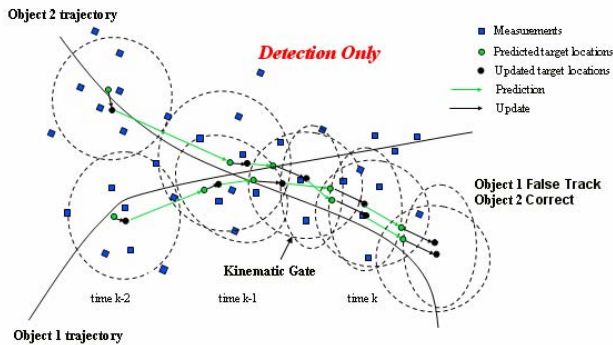 Object 2 trajectory
Detection Only
Measurements
Predicted target locations
Updated target locations
Prediction
Update
Object 1 False Track
Object 2 Correct
Kinematic Gate
time k-2
time k-1
time k
Object 1 trajectory